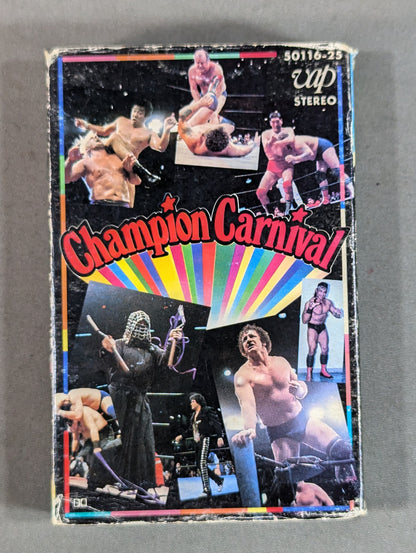 50116-25
vap
STEREO
Champion Carnival